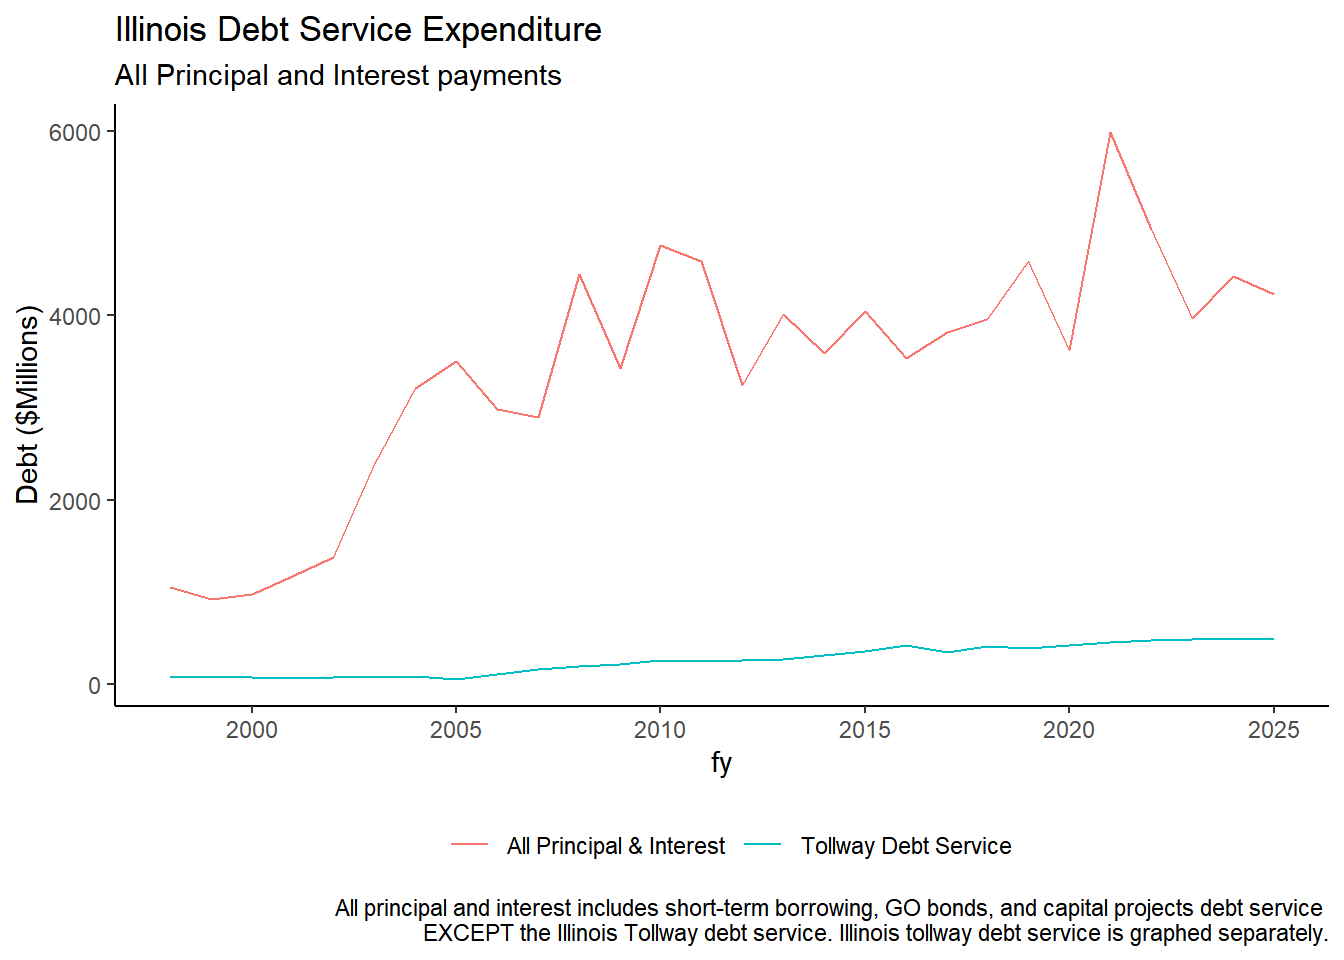 Illinois Debt Service Expenditure
All Principal and Interest payments
Debt ($Millions)
6000
4000
2000
0
2000
2005
2010
2015
2020
2025
fy
All Principal & Interest
Tollway Debt Service
All principal and interest includes short-term borrowing, GO bonds, and capital projects debt service
EXCEPT the Illinois Tollway debt service. Illinois tollway debt service is graphed separately.